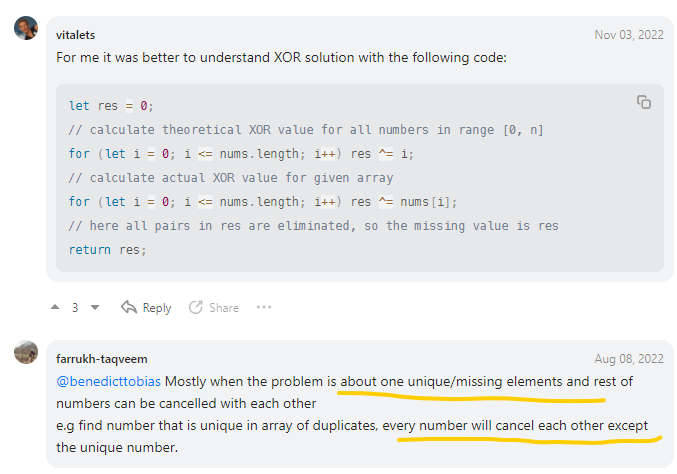 vitalets
Nov 03, 2022
For me it was better to understand XOR solution with the following code:
let res = 0;
// calculate theoretical XOR value for all numbers in range [0, n]
for (let i = 0; i <= nums.length; i++) res ^= i;
// calculate actual XOR value for given array
for (let i = 0; i <= nums.length; i++) res ^= nums[i];
// here all pairs in res are eliminated, so the missing value is res
return res;
3 Reply Share ...
farrukh-taqveem
Aug 08, 2022
@benedicttobias Mostly when the problem is about one unique/missing elements and rest of
numbers can be cancelled with each other
e.g find number that is unique in array of duplicates, every number will cancel each other except
the unique number.